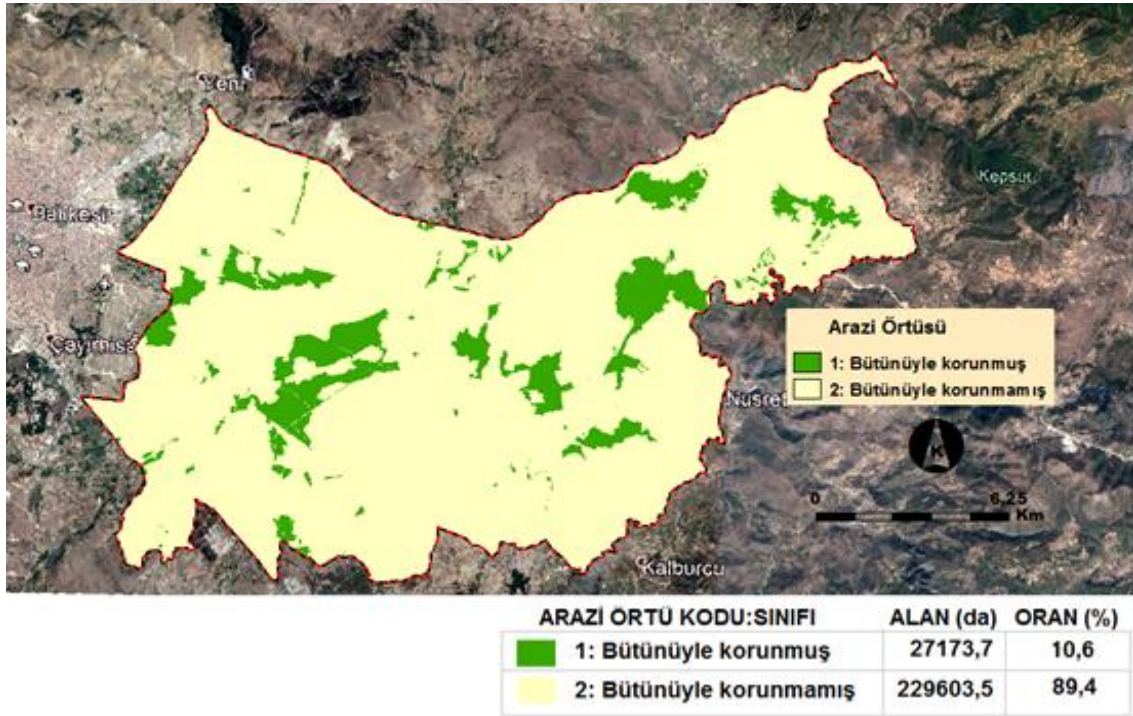 Yeni
Kepsut
Balıkesir
Çayırhisa
Arazi Örtüsü
1: Bütünüyle korunmuş
2: Bütünüyle korunmamış
Nusret
K
0 6,25
Km
Kalburcu
ARAZİ ÖRTÜ KODU:SINIFI ALAN (da) ORAN (%)
1: Bütünüyle korunmuş 27173,7 10,6
2: Bütünüyle korunmamış 229603,5 89,4